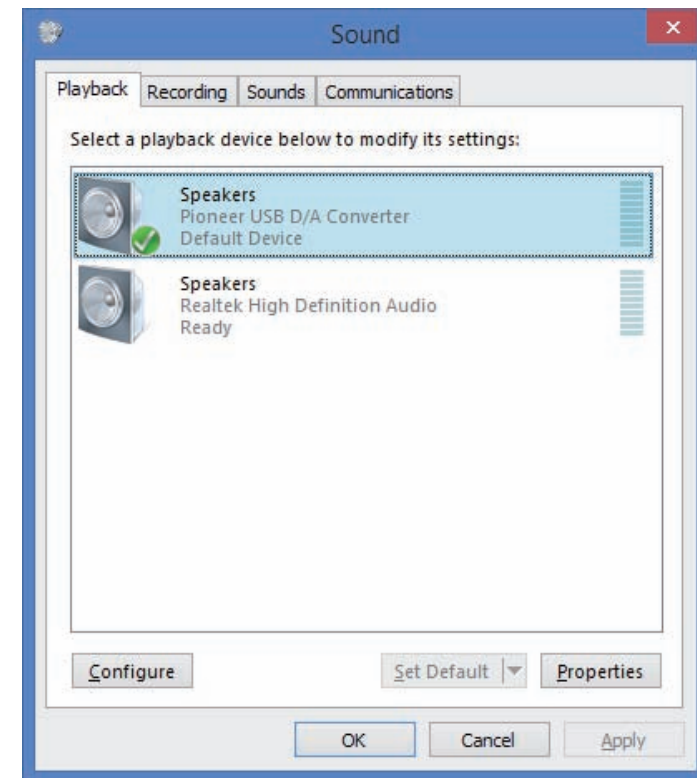 Sound
Playback Recording Sounds Communications
Select a playback device below to modify its settings:
Speakers
Pioneer USB D/A Converter
Default Device
Speakers
Realtek High Definition Audio
Ready
Configure Set Default Properties
OK Cancel Apply